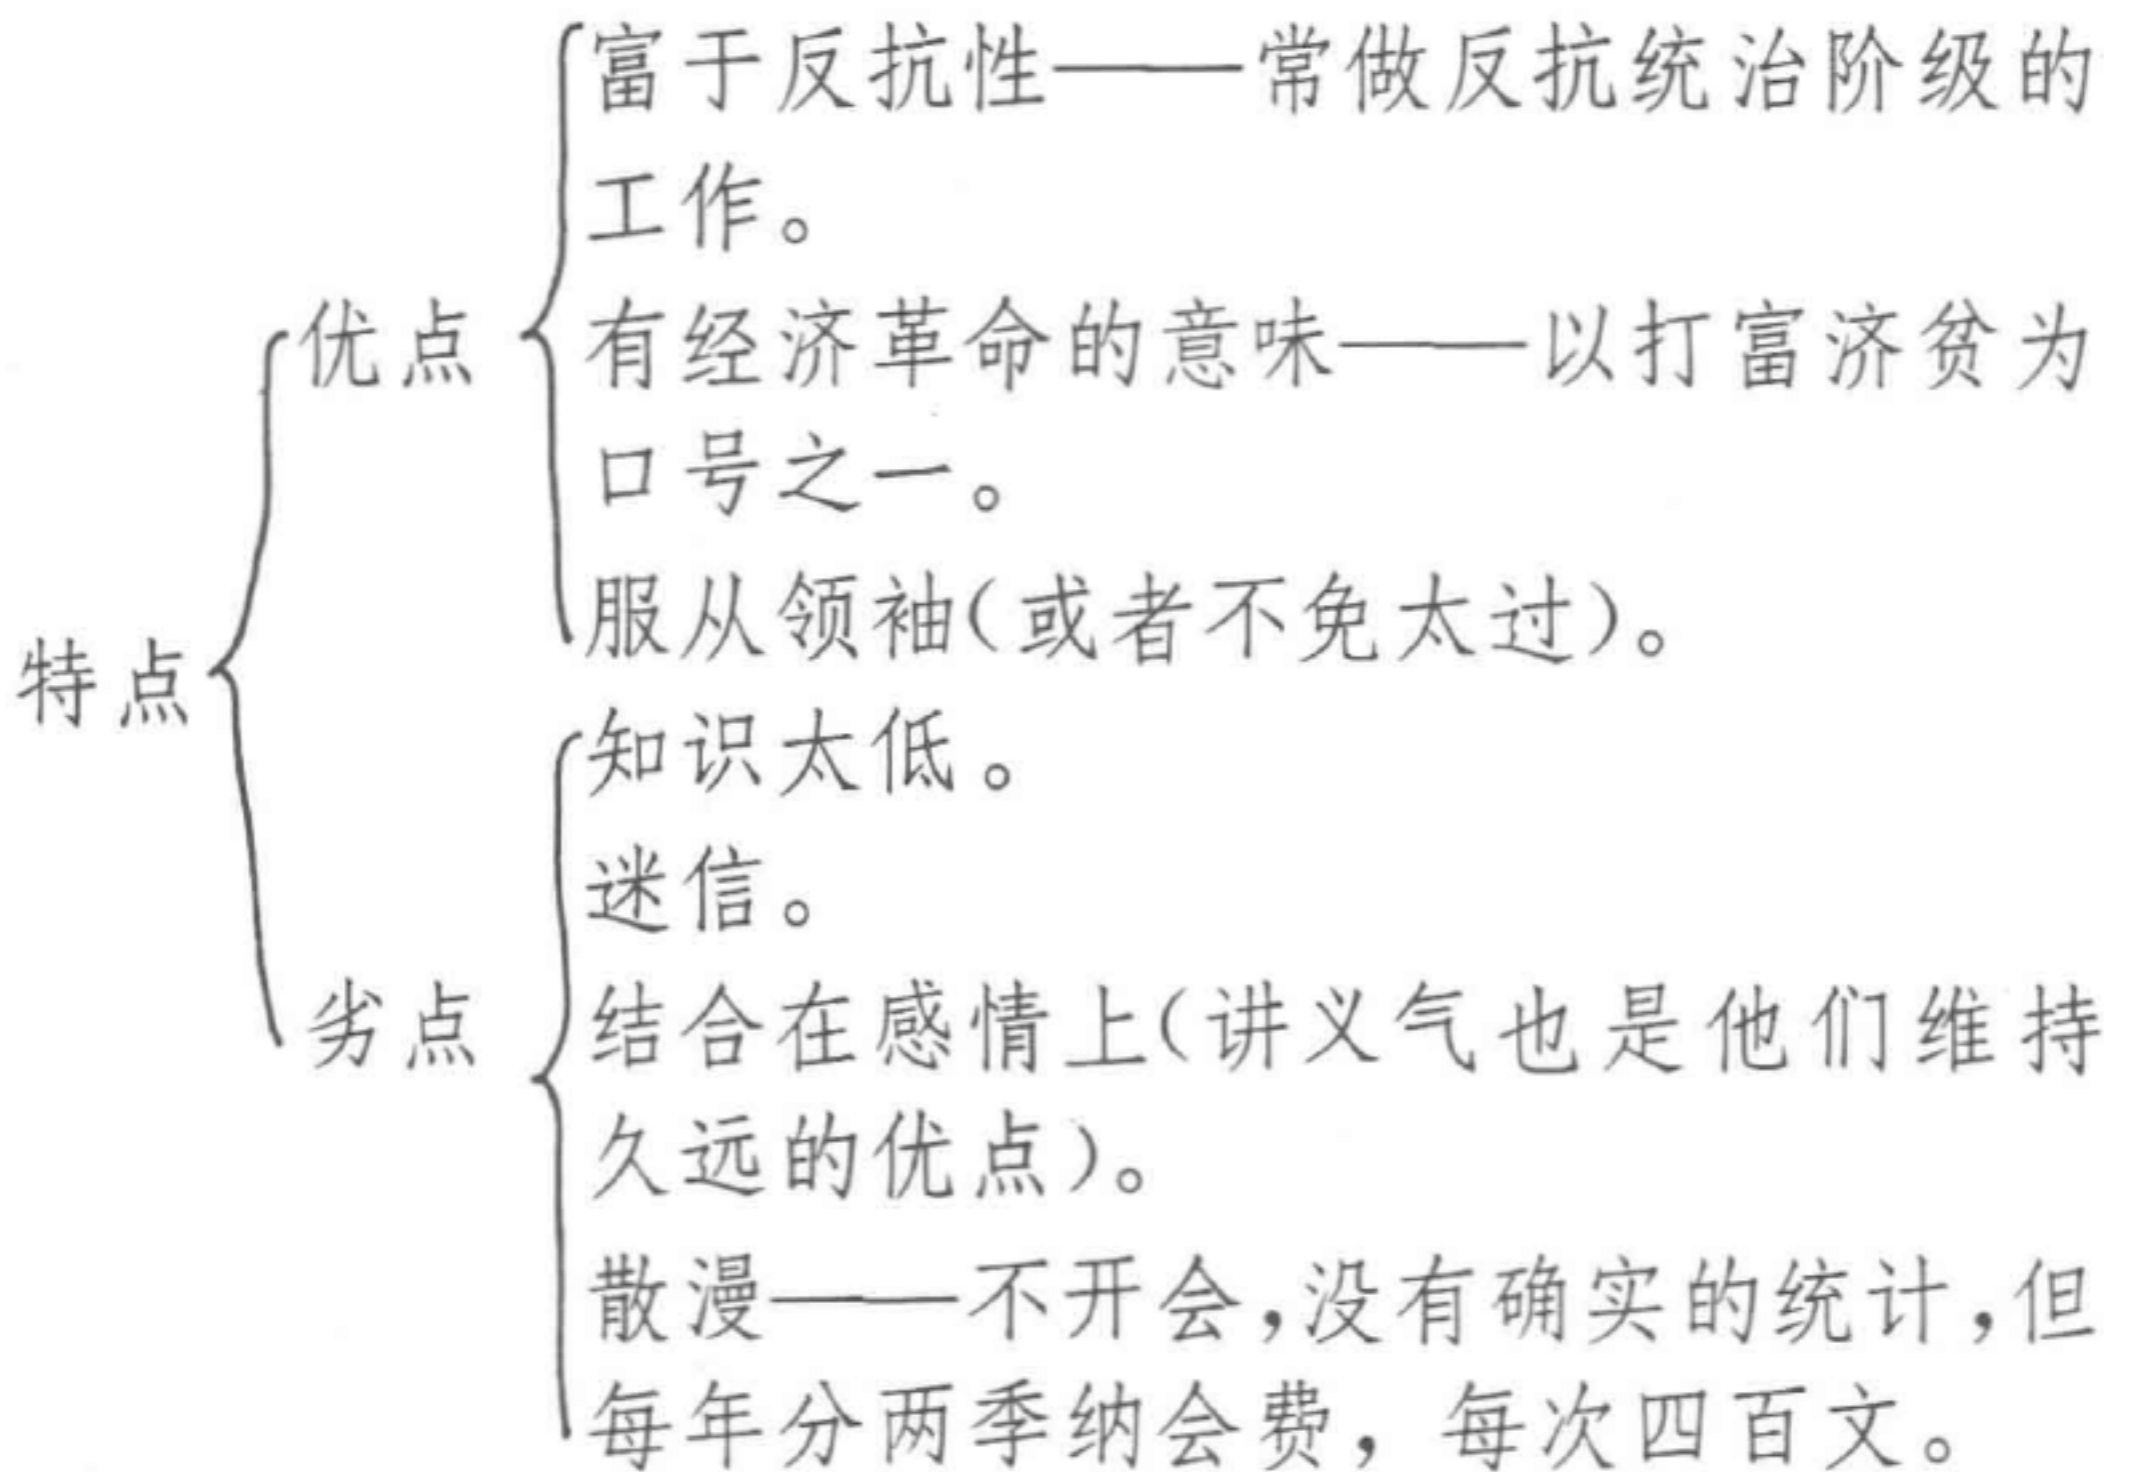 富于反抗性——常做反抗统治阶级的
工作。
优点
有经济革命的意味——以打富济贫为
口号之一。
服从领袖(或者不免太过)。
特点
知识太低。
迷信。
劣点
结合在感情上(讲义气也是他们维持
久远的优点)。
散漫——不开会,没有确实的统计,但
每年分两季纳会费,每次四百文。